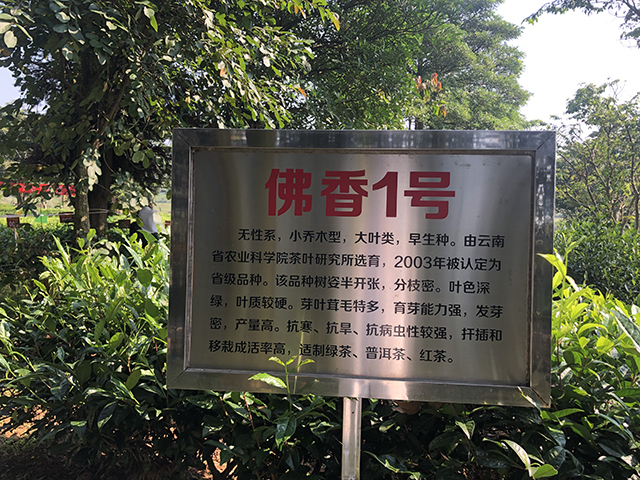 佛香1号
无性系，小乔木型，大叶类，早生种。由云南
省农业科学院茶叶研究所选育，2003年被认定为
省级品种。该品种树姿半开张，分枝密。叶色深
绿，叶质较硬。芽叶茸毛特多，育芽能力强，发芽
密，产量高。抗寒、抗旱、抗病虫性较强，扦插和
移栽成活率高，适制绿茶、普洱茶、红茶。